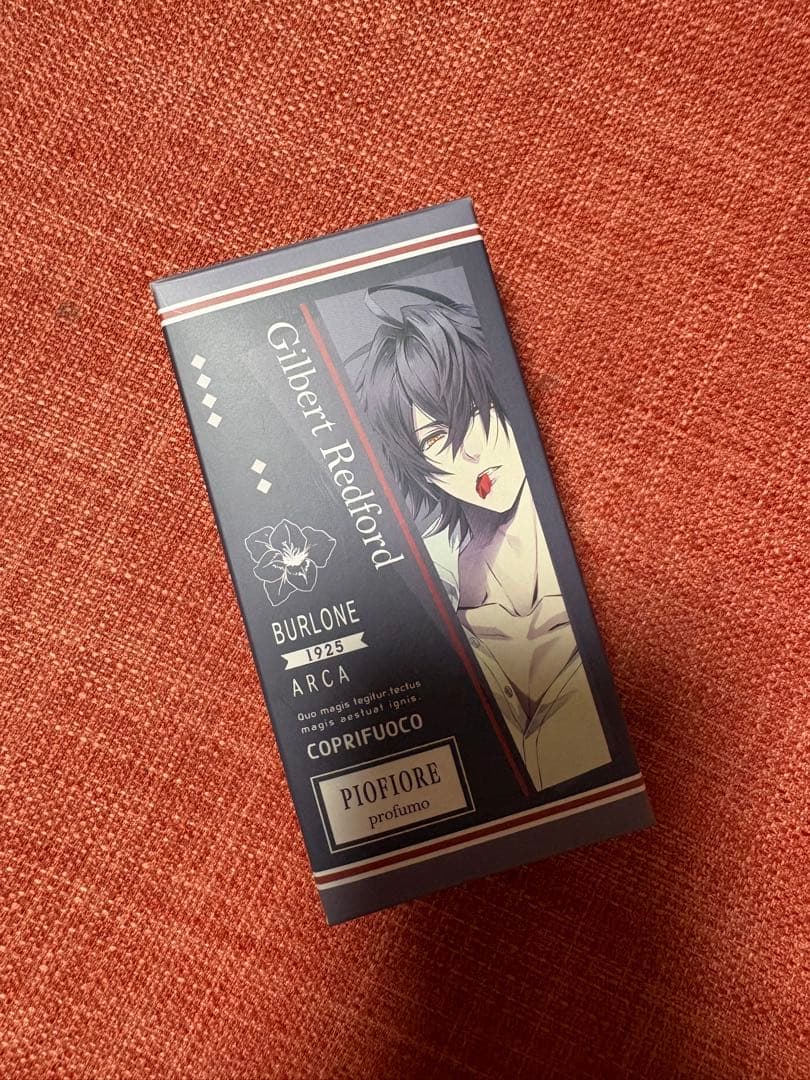 Gilbert Redford
BURLONE
1925
ARCA
Quo magis tegitur.tectus
magis aestuat ignis.
COPRIFUOCO
PIOFIORE
profumo